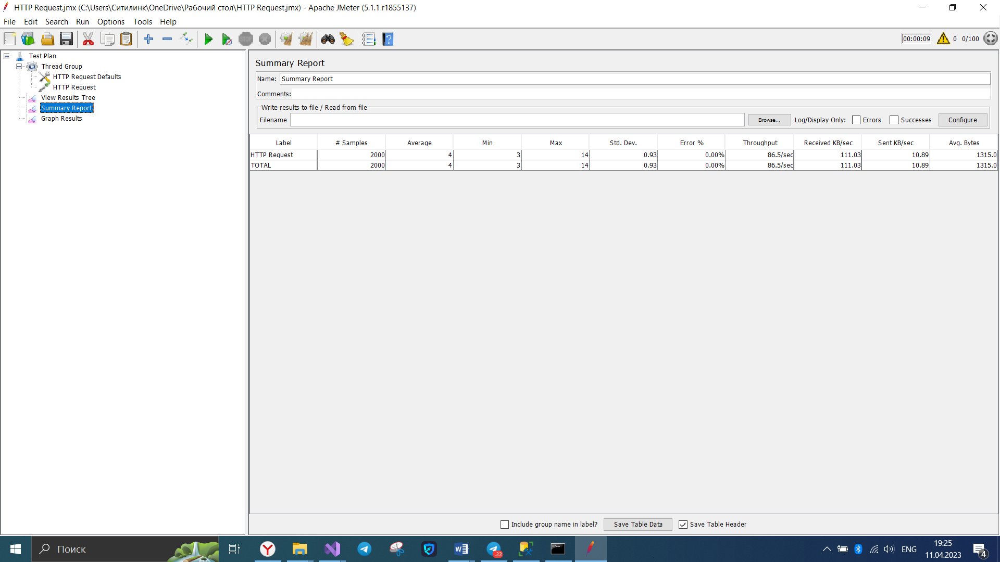 HTTP Request.jmx (C:\Users\Ситилинк\OneDrive\Рабочий стол\HTTP Request.jmx) - Apache JMeter (5.1.1 r1855137)
File Edit Search Run Options Tools Help
STOP
00:00:09 0 0/100
Test Plan
Thread Group
HTTP Request Defaults
HTTP Request
View Results Tree
Summary Report
Graph Results
Summary Report
Name: Summary Report
Comments:
Write results to file / Read from file
Filename Browse... Log/Display Only: Errors Successes Configure
Label # Samples Average Min Max Std. Dev. Error % Throughput Received KB/sec Sent KB/sec Avg. Bytes
HTTP Request 2000 4 3 14 0.93 0.00% 86.5/sec 111.03 10.89 1315.0
TOTAL 2000 4 3 14 0.93 0.00% 86.5/sec 111.03 10.89 1315.0
Include group name in label? Save Table Data Save Table Header
Поиск
..22
ENG
19:25
11.04.2023
4